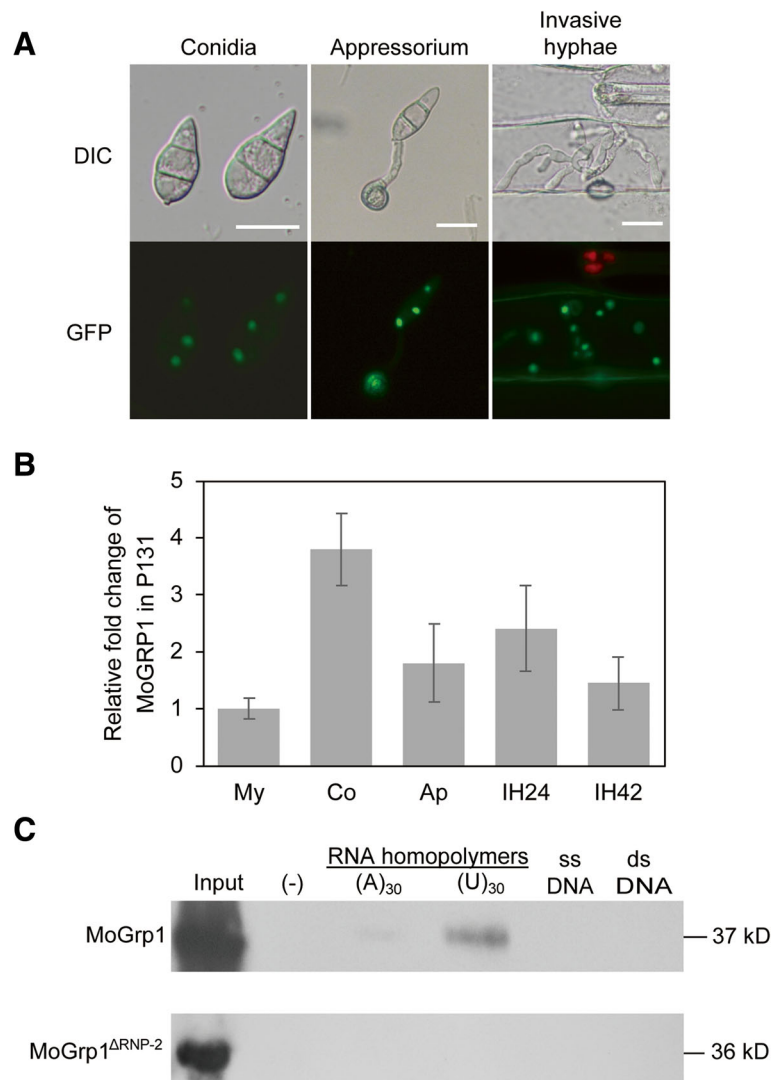 A
Conidia
Appressorium
Invasive
hyphae
DIC
GFP
B
Relative fold change of
MoGRP1 in P131
5
4
3
2
1
0
My Co Ap IH24 IH42
C
RNA homopolymers
ss
DNA
ds
DNA
Input (-) (A)30 (U)30
MoGrp1 37 kD
MoGrp1ΔRNP-2 36 kD